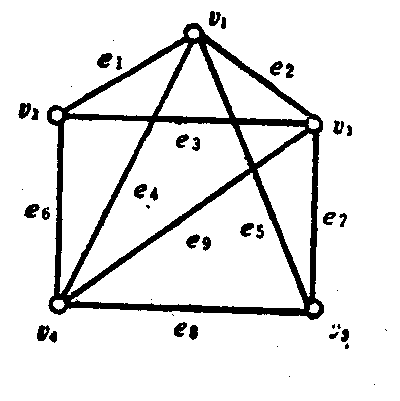 v₁
e₁
e₂
v₂
v₃
e₃
e₄
e₆
e₇
e₉
e₅
v₄
e₈